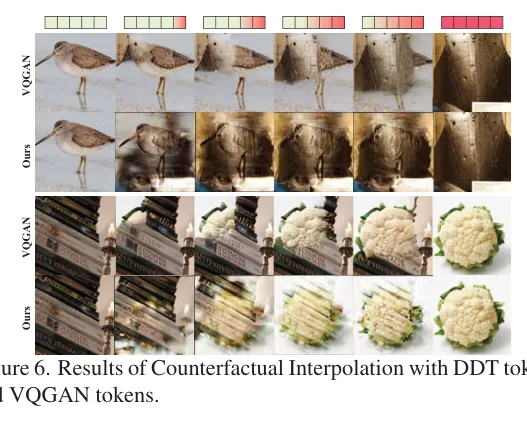 VQGAN
Ours
VQGAN
Ours
ure 6. Results of Counterfactual Interpolation with DDT tok
d VQGAN tokens.